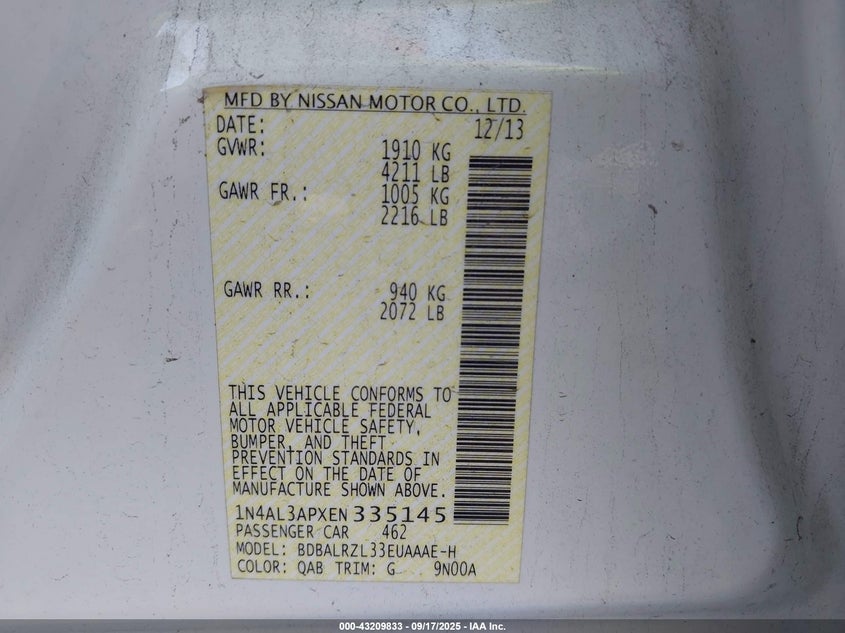 MFD BY NISSAN MOTOR CO., LTD.
DATE: 12/13
GVWR: 1910 KG
4211 LB
GAWR FR.: 1005 KG
2216 LB
GAWR RR.: 940 KG
2072 LB
THIS VEHICLE CONFORMS TO
ALL APPLICABLE FEDERAL
MOTOR VEHICLE SAFETY,
BUMPER, AND THEFT
PREVENTION STANDARDS IN
EFFECT ON THE DATE OF
MANUFACTURE SHOWN ABOVE.
1N4AL3APXEN335145
PASSENGER CAR 462
MODEL: BDBALRZL33EUAAAE-H
COLOR: QAB TRIM: G 9N00A
000-43209833 - 09/17/2025 - IAA Inc.